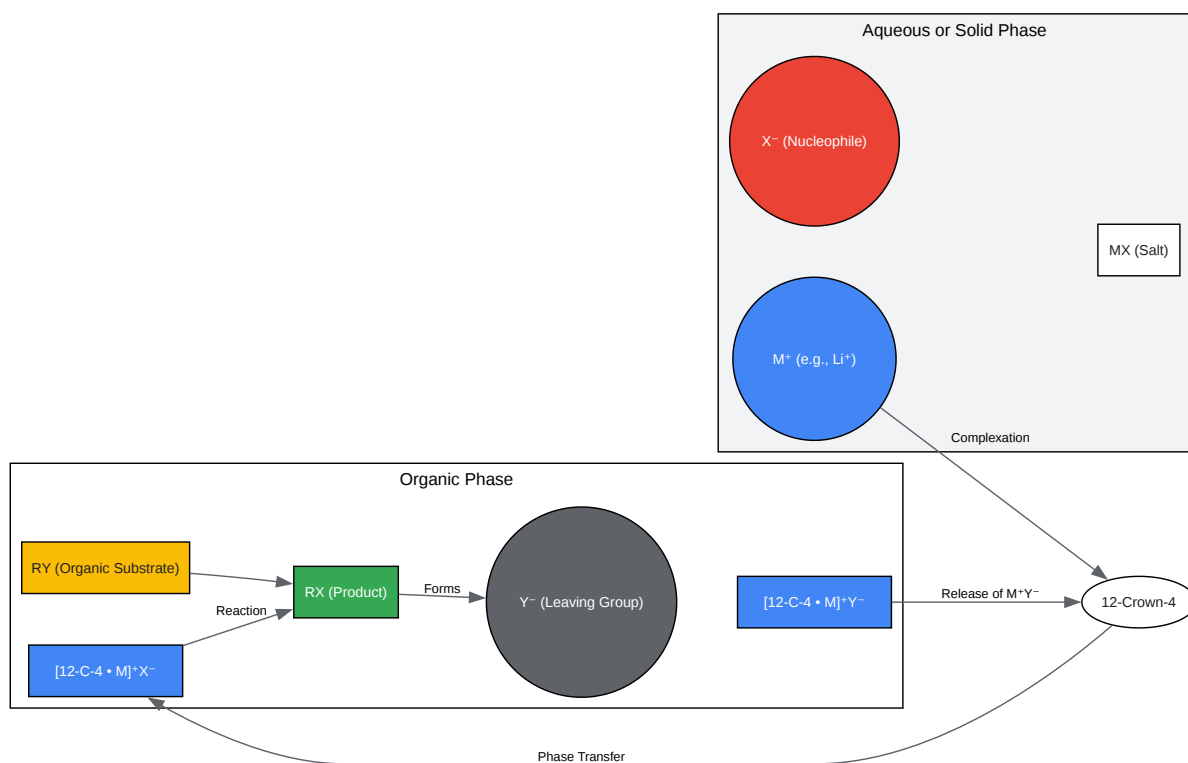 Aqueous or Solid Phase
X⁻ (Nucleophile)
MX (Salt)
M⁺ (e.g., Li⁺)
Complexation
Organic Phase
RY (Organic Substrate)
RX (Product)
Forms
Y⁻ (Leaving Group)
[12-C-4 • M]⁺Y⁻
Release of M⁺Y⁻
12-Crown-4
Reaction
[12-C-4 • M]⁺X⁻
Phase Transfer